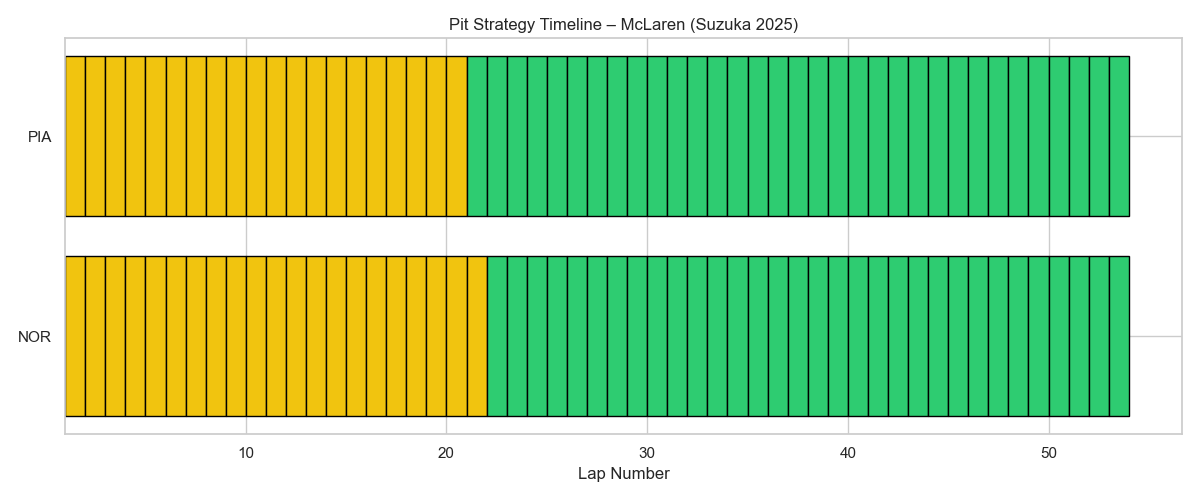 Pit Strategy Timeline – McLaren (Suzuka 2025)
PIA
NOR
10 20 30 40 50
Lap Number